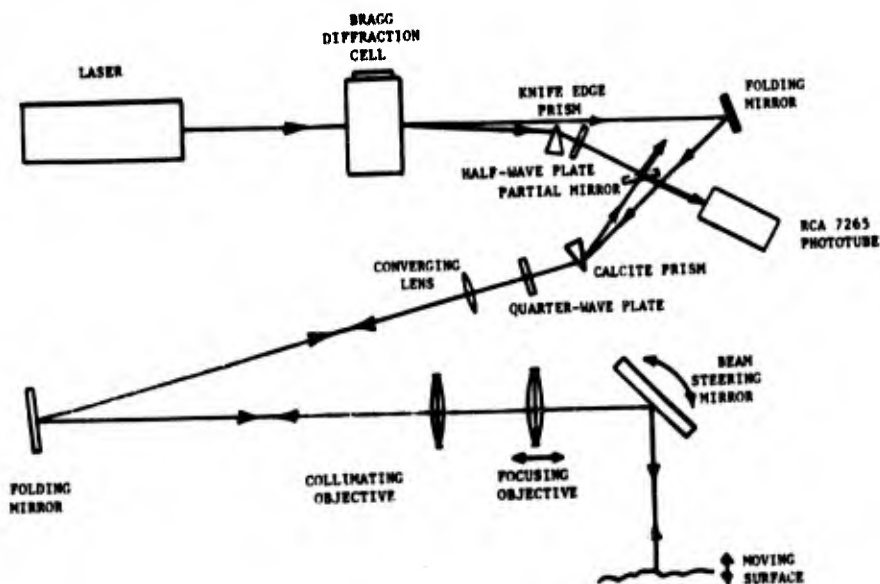 BRAGG
DIFFRACTION
CELL
LASER
KNIFE EDGE
PRISM
FOLDING
MIRROR
HALF-WAVE PLATE
PARTIAL MIRROR
RCA 7265
PHOTOTUBE
CONVERGING
LENS
CALCITE PRISM
QUARTER-WAVE PLATE
BEAM
STEERING
MIRROR
FOLDING
MIRROR
COLLIMATING
OBJECTIVE
FOCUSING
OBJECTIVE
MOVING
SURFACE